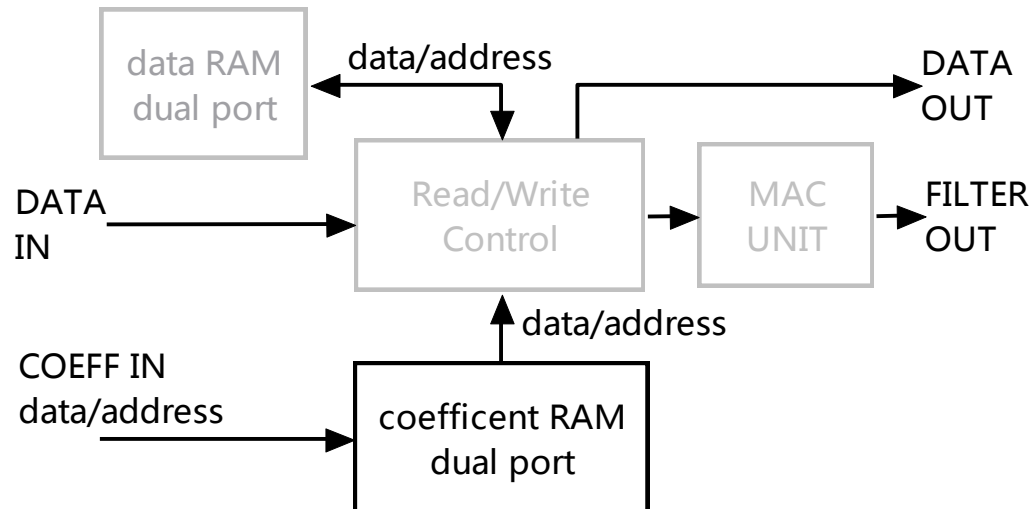 data RAM
dual port
data/address
DATA
OUT
DATA
IN
Read/Write
Control
MAC
UNIT
FILTER
OUT
data/address
COEFF IN
data/address
coefficent RAM
dual port